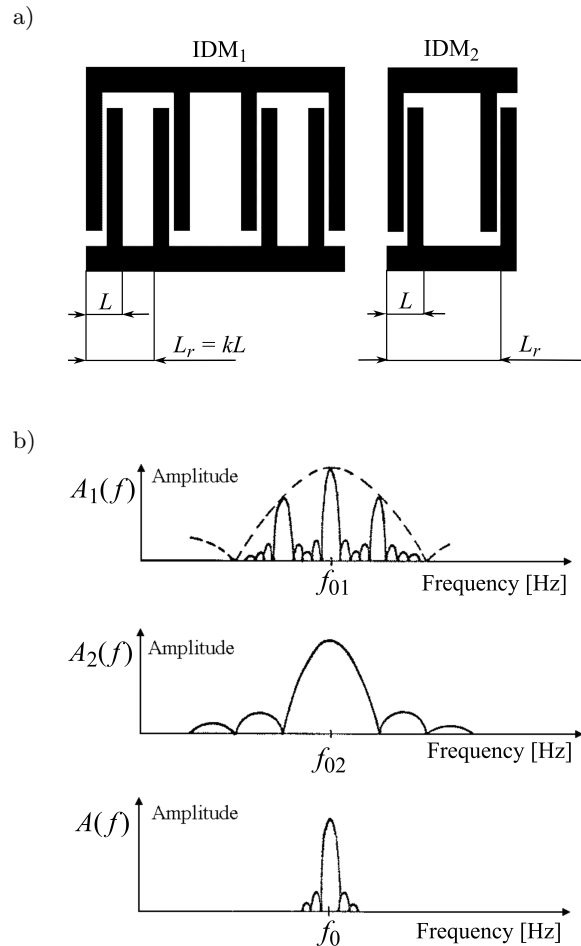 a)
IDM₁ IDM₂
L L
Lᵣ = kL Lᵣ
b)
A₁(f) Amplitude
f₀₁ Frequency [Hz]
A₂(f) Amplitude
f₀₂ Frequency [Hz]
A(f) Amplitude
f₀ Frequency [Hz]